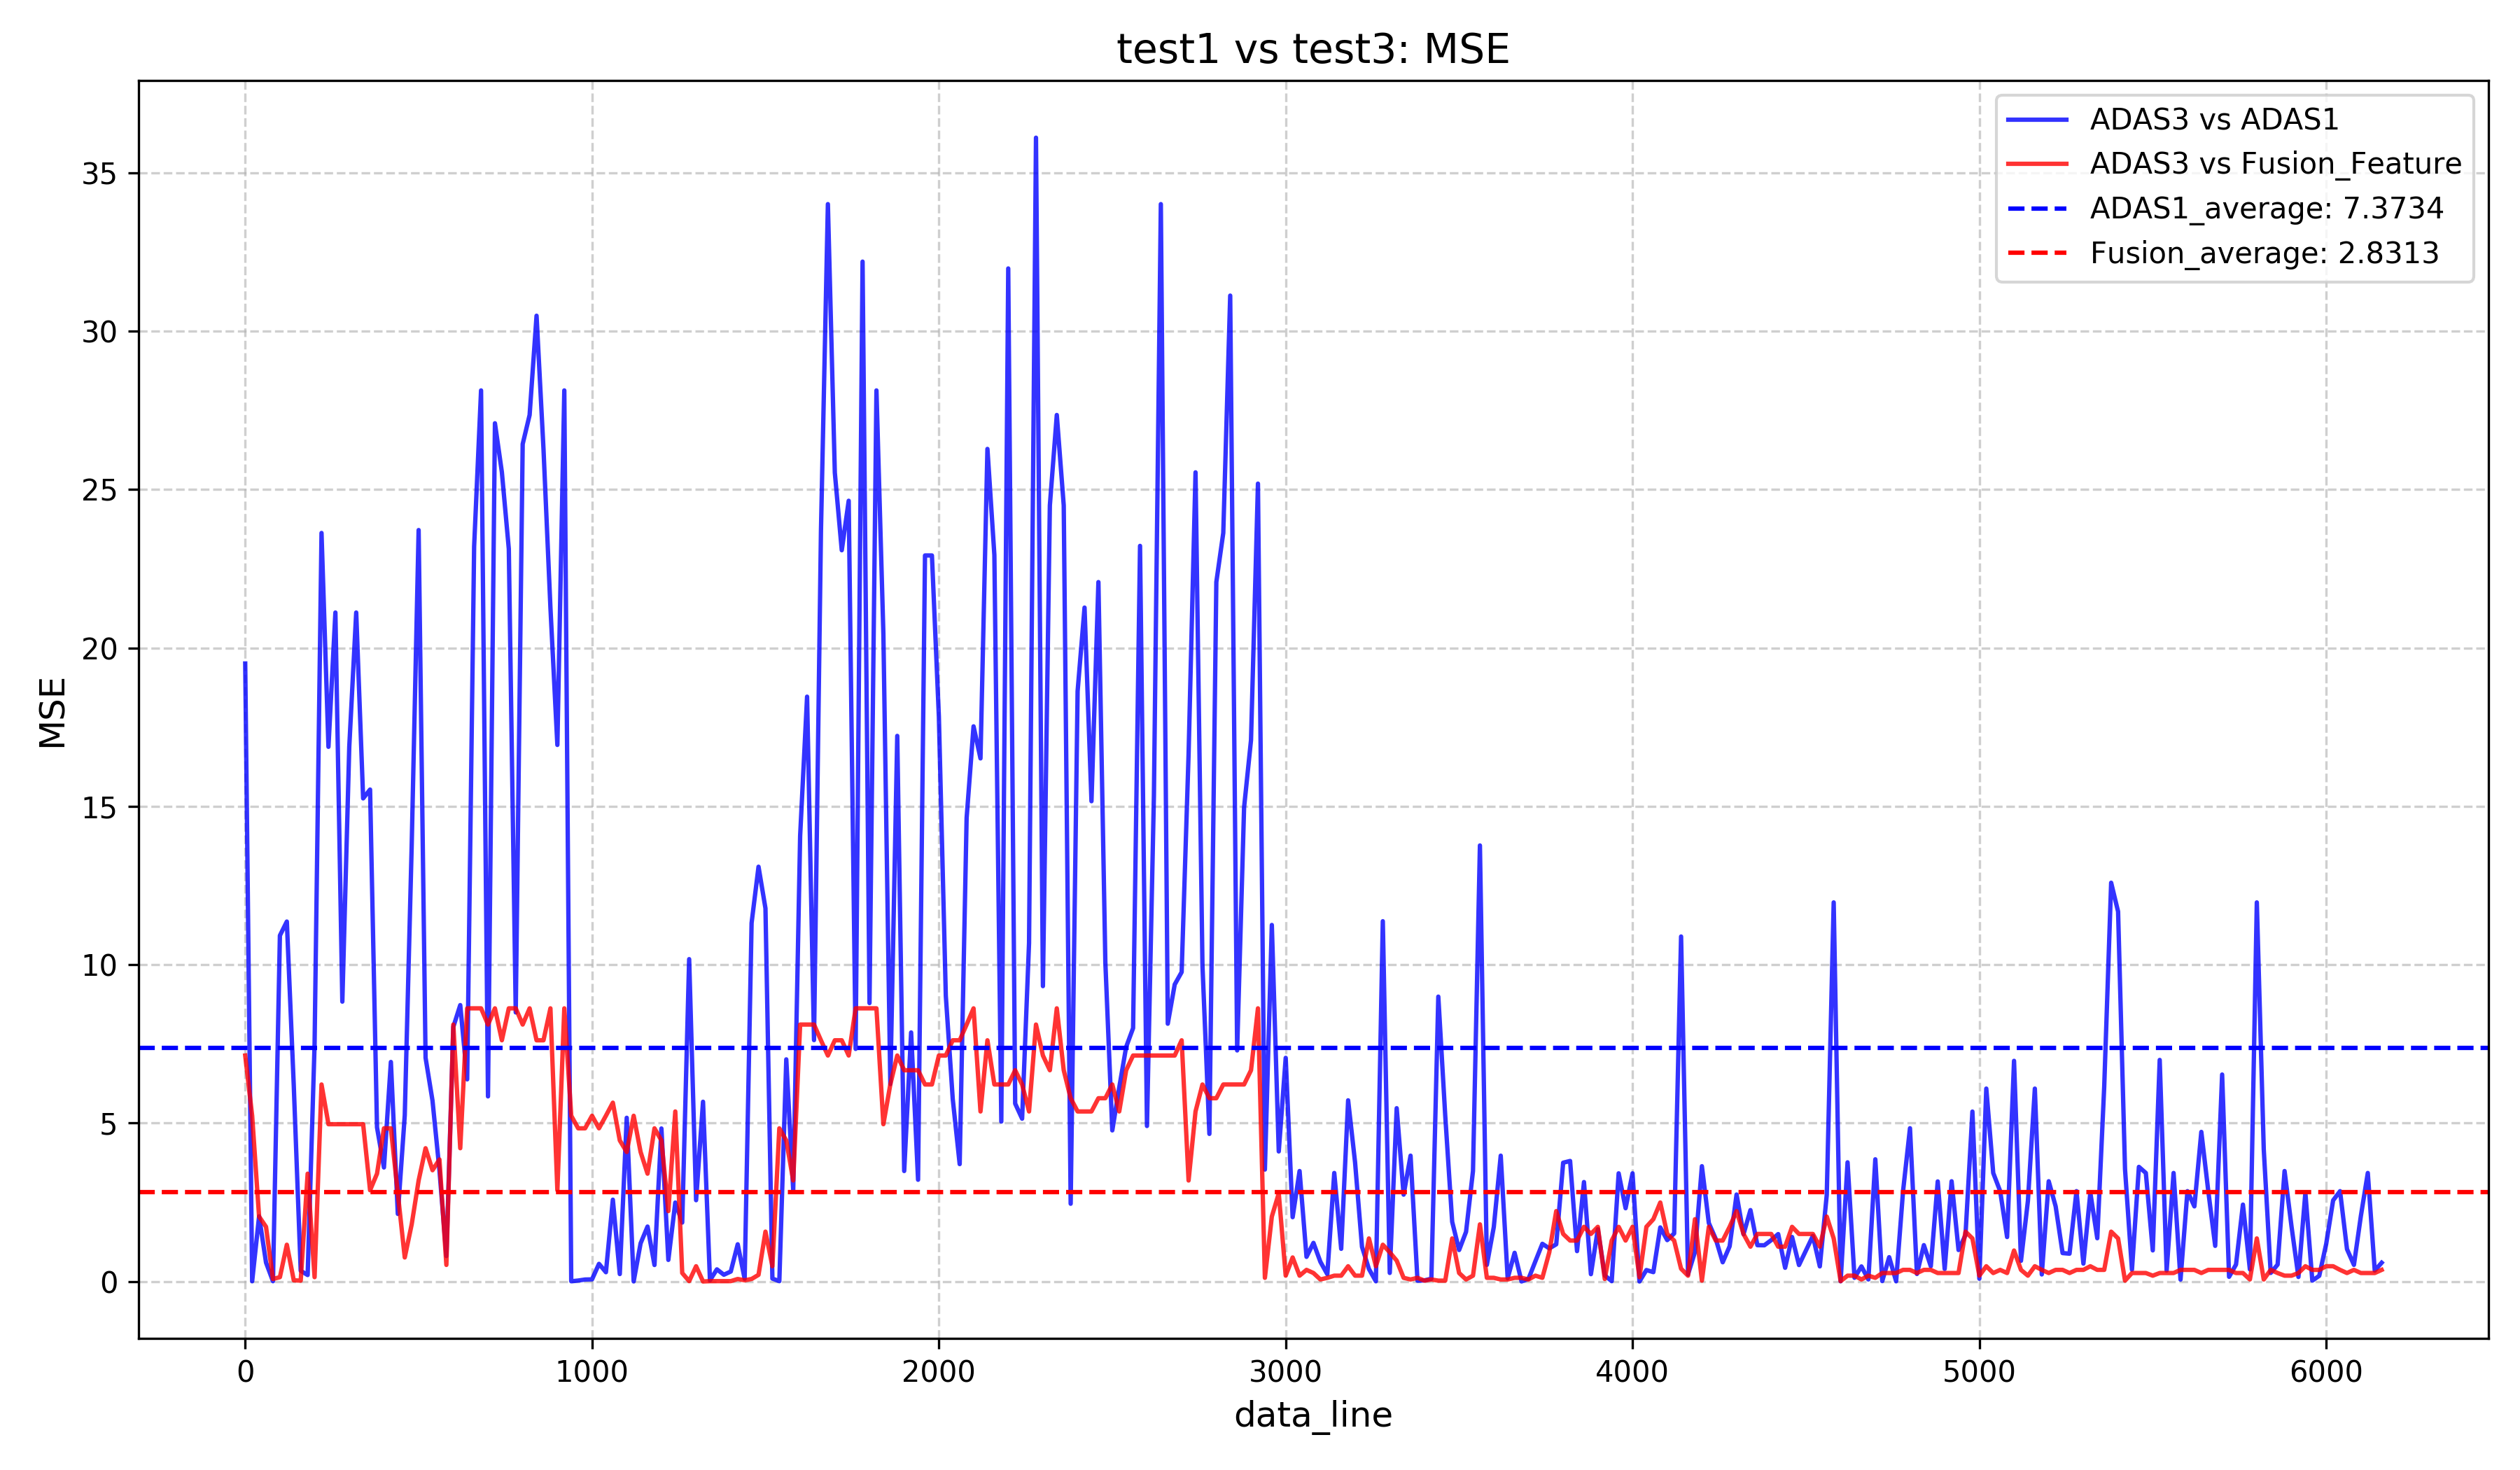 test1 vs test3: MSE
ADAS3 vs ADAS1
ADAS3 vs Fusion_Feature
ADAS1_average: 7.3734
Fusion_average: 2.8313
MSE
35
30
25
20
15
10
5
0
0 1000 2000 3000 4000 5000 6000
data_line